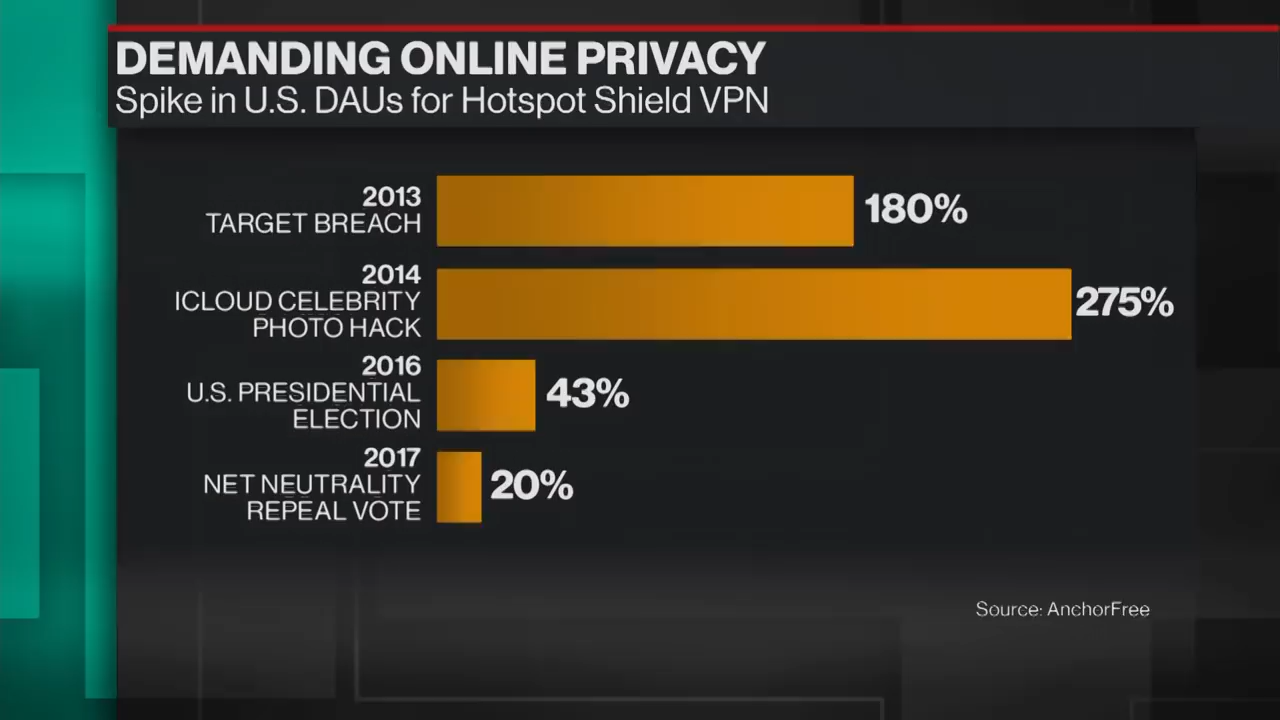 DEMANDING ONLINE PRIVACY
Spike in U.S. DAUs for Hotspot Shield VPN
2013
TARGET BREACH
180%
2014
ICLOUD CELEBRITY
PHOTO HACK
275%
2016
U.S. PRESIDENTIAL
ELECTION
43%
2017
NET NEUTRALITY
REPEAL VOTE
20%
Source: AnchorFree